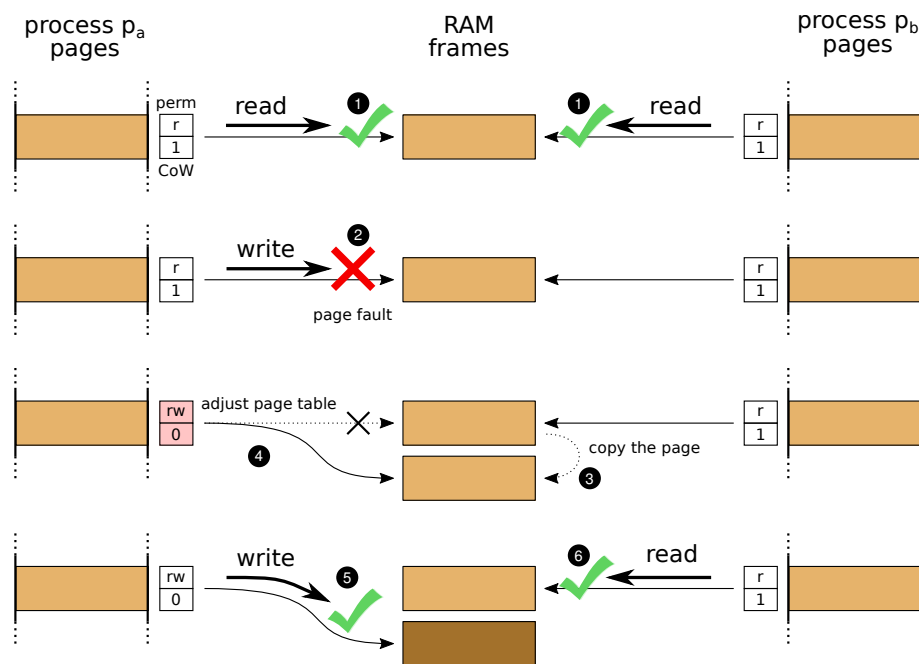 process pa
pages
RAM
frames
process pb
pages
perm
r
1
CoW
read
1
1
read
r
1
r
1
write
2
page fault
r
1
rw
0
adjust page table
4
copy the page
3
r
1
rw
0
write
5
6
read
r
1